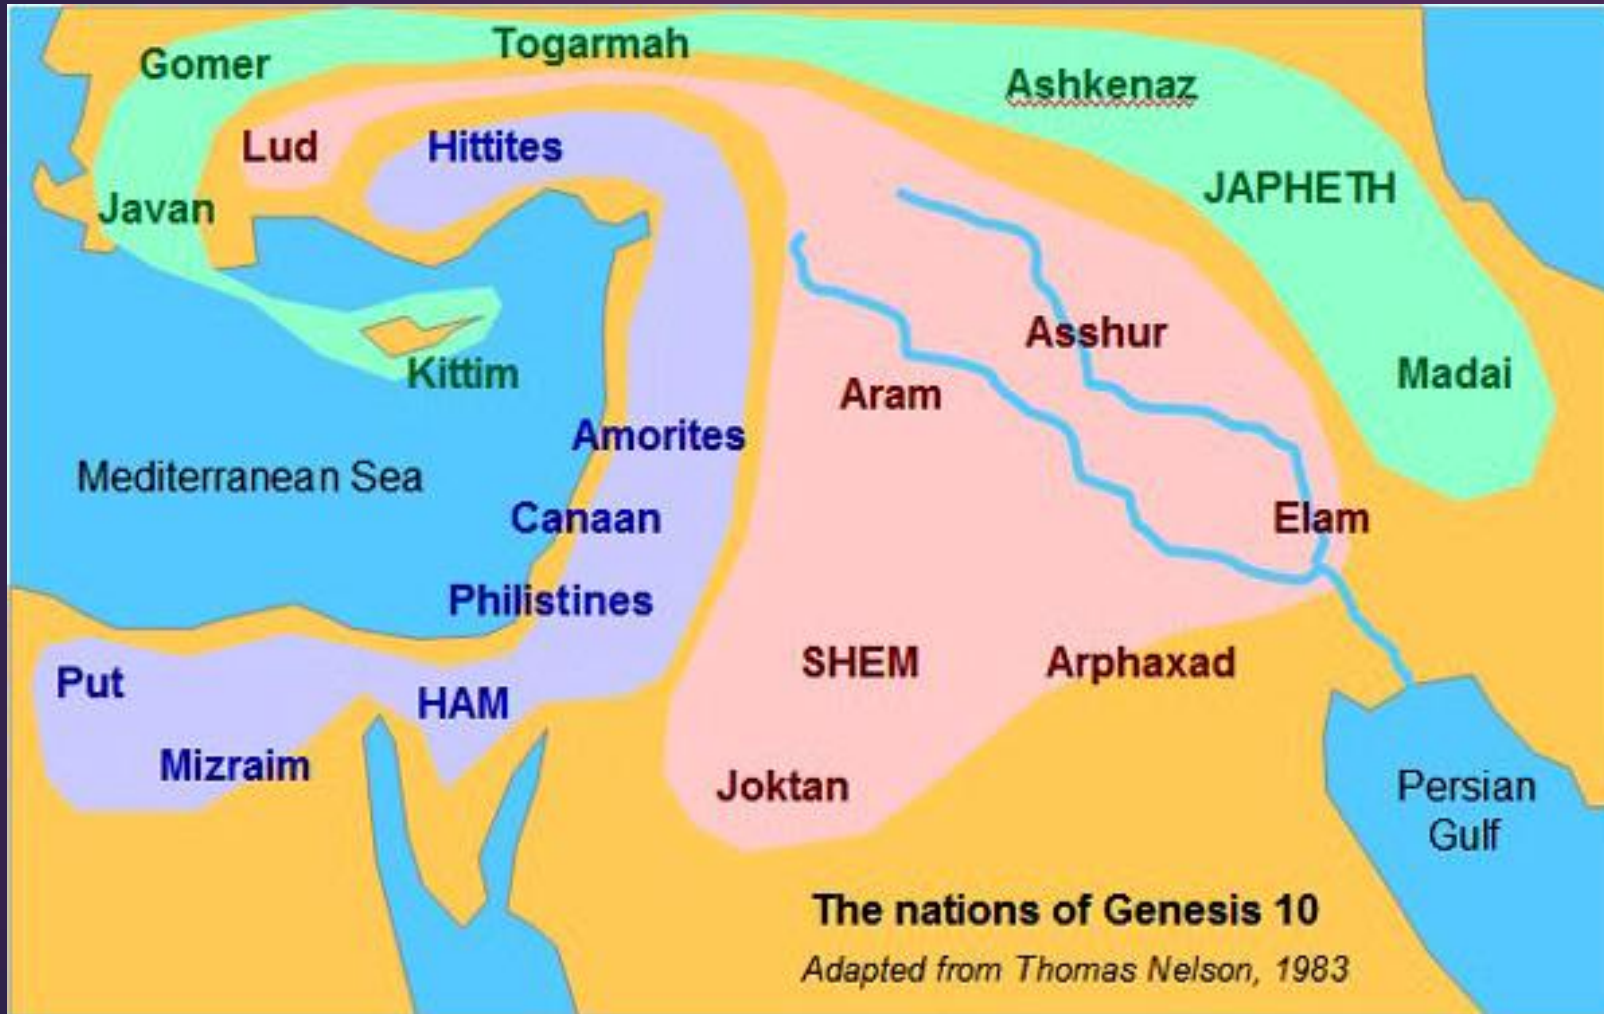 Togarmah
Gomer
Ashkenaz
Lud
Hittites
JAPHETH
Javan
Asshur
Kittim
Madai
Aram
Amorites
Mediterranean Sea
Canaan
Elam
Philistines
SHEM
Arphaxad
Put
HAM
Mizraim
Joktan
Persian
Gulf
The nations of Genesis 10
Adapted from Thomas Nelson, 1983